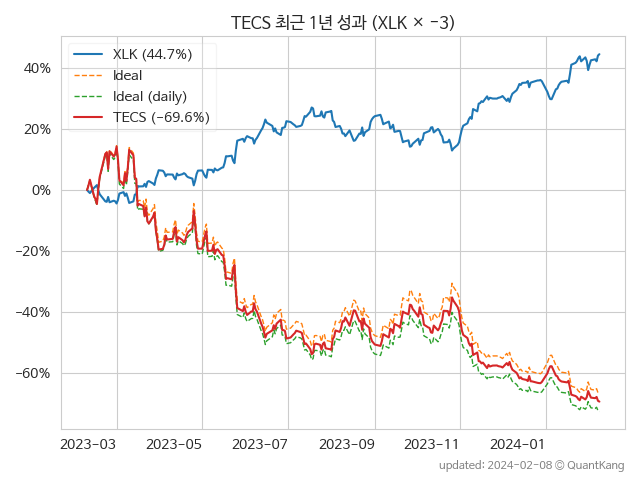 TECS 최근 1년 성과 (XLK × −3)
XLK (44.7%)
Ideal
Ideal (daily)
TECS (−69.6%)
40%
20%
0%
−20%
−40%
−60%
2023-03 2023-05 2023-07 2023-09 2023-11 2024-01
updated: 2024-02-08 © QuantKang